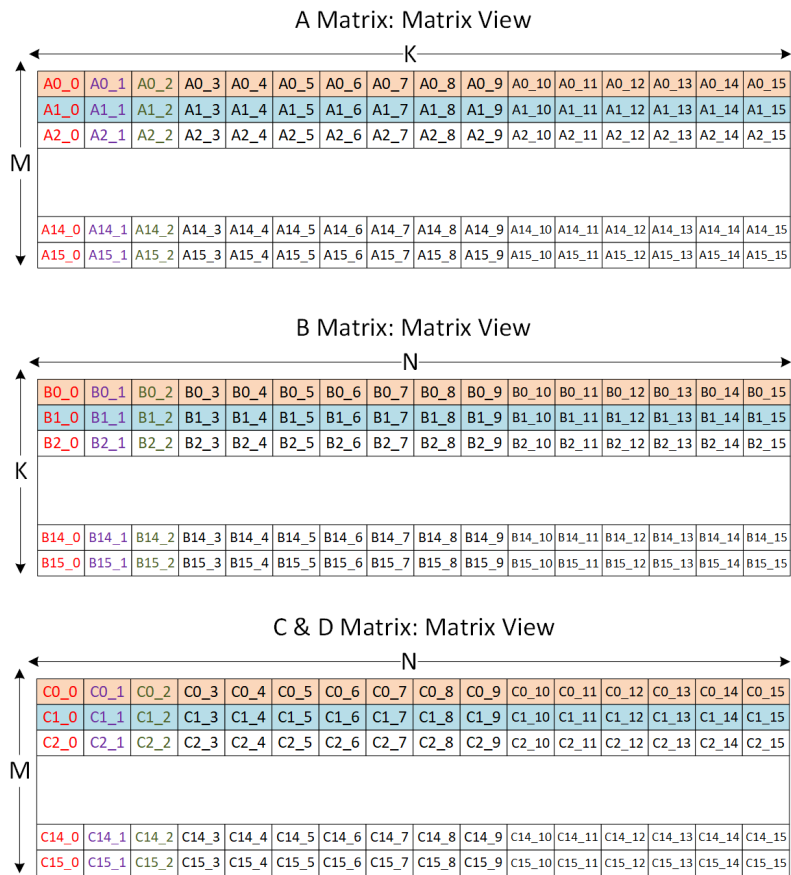 A Matrix: Matrix View
K
A0_0 A0_1 A0_2 A0_3 A0_4 A0_5 A0_6 A0_7 A0_8 A0_9 A0_10 A0_11 A0_12 A0_13 A0_14 A0_15
A1_0 A1_1 A1_2 A1_3 A1_4 A1_5 A1_6 A1_7 A1_8 A1_9 A1_10 A1_11 A1_12 A1_13 A1_14 A1_15
A2_0 A2_1 A2_2 A2_3 A2_4 A2_5 A2_6 A2_7 A2_8 A2_9 A2_10 A2_11 A2_12 A2_13 A2_14 A2_15
M
A14_0 A14_1 A14_2 A14_3 A14_4 A14_5 A14_6 A14_7 A14_8 A14_9 A14_10 A14_11 A14_12 A14_13 A14_14 A14_15
A15_0 A15_1 A15_2 A15_3 A15_4 A15_5 A15_6 A15_7 A15_8 A15_9 A15_10 A15_11 A15_12 A15_13 A15_14 A15_15
B Matrix: Matrix View
N
B0_0 B0_1 B0_2 B0_3 B0_4 B0_5 B0_6 B0_7 B0_8 B0_9 B0_10 B0_11 B0_12 B0_13 B0_14 B0_15
B1_0 B1_1 B1_2 B1_3 B1_4 B1_5 B1_6 B1_7 B1_8 B1_9 B1_10 B1_11 B1_12 B1_13 B1_14 B1_15
B2_0 B2_1 B2_2 B2_3 B2_4 B2_5 B2_6 B2_7 B2_8 B2_9 B2_10 B2_11 B2_12 B2_13 B2_14 B2_15
K
B14_0 B14_1 B14_2 B14_3 B14_4 B14_5 B14_6 B14_7 B14_8 B14_9 B14_10 B14_11 B14_12 B14_13 B14_14 B14_15
B15_0 B15_1 B15_2 B15_3 B15_4 B15_5 B15_6 B15_7 B15_8 B15_9 B15_10 B15_11 B15_12 B15_13 B15_14 B15_15
C & D Matrix: Matrix View
N
C0_0 C0_1 C0_2 C0_3 C0_4 C0_5 C0_6 C0_7 C0_8 C0_9 C0_10 C0_11 C0_12 C0_13 C0_14 C0_15
C1_0 C1_1 C1_2 C1_3 C1_4 C1_5 C1_6 C1_7 C1_8 C1_9 C1_10 C1_11 C1_12 C1_13 C1_14 C1_15
C2_0 C2_1 C2_2 C2_3 C2_4 C2_5 C2_6 C2_7 C2_8 C2_9 C2_10 C2_11 C2_12 C2_13 C2_14 C2_15
M
C14_0 C14_1 C14_2 C14_3 C14_4 C14_5 C14_6 C14_7 C14_8 C14_9 C14_10 C14_11 C14_12 C14_13 C14_14 C14_15
C15_0 C15_1 C15_2 C15_3 C15_4 C15_5 C15_6 C15_7 C15_8 C15_9 C15_10 C15_11 C15_12 C15_13 C15_14 C15_15